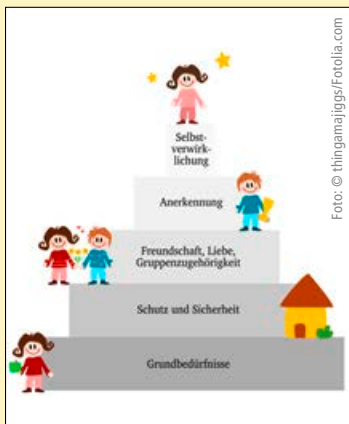 Foto: © thingamajiggs/Fotolia.com
Selbst-
verwirk-
lichung
Anerkennung
Freundschaft, Liebe,
Gruppenzugehörigkeit
Schutz und Sicherheit
Grundbedürfnisse